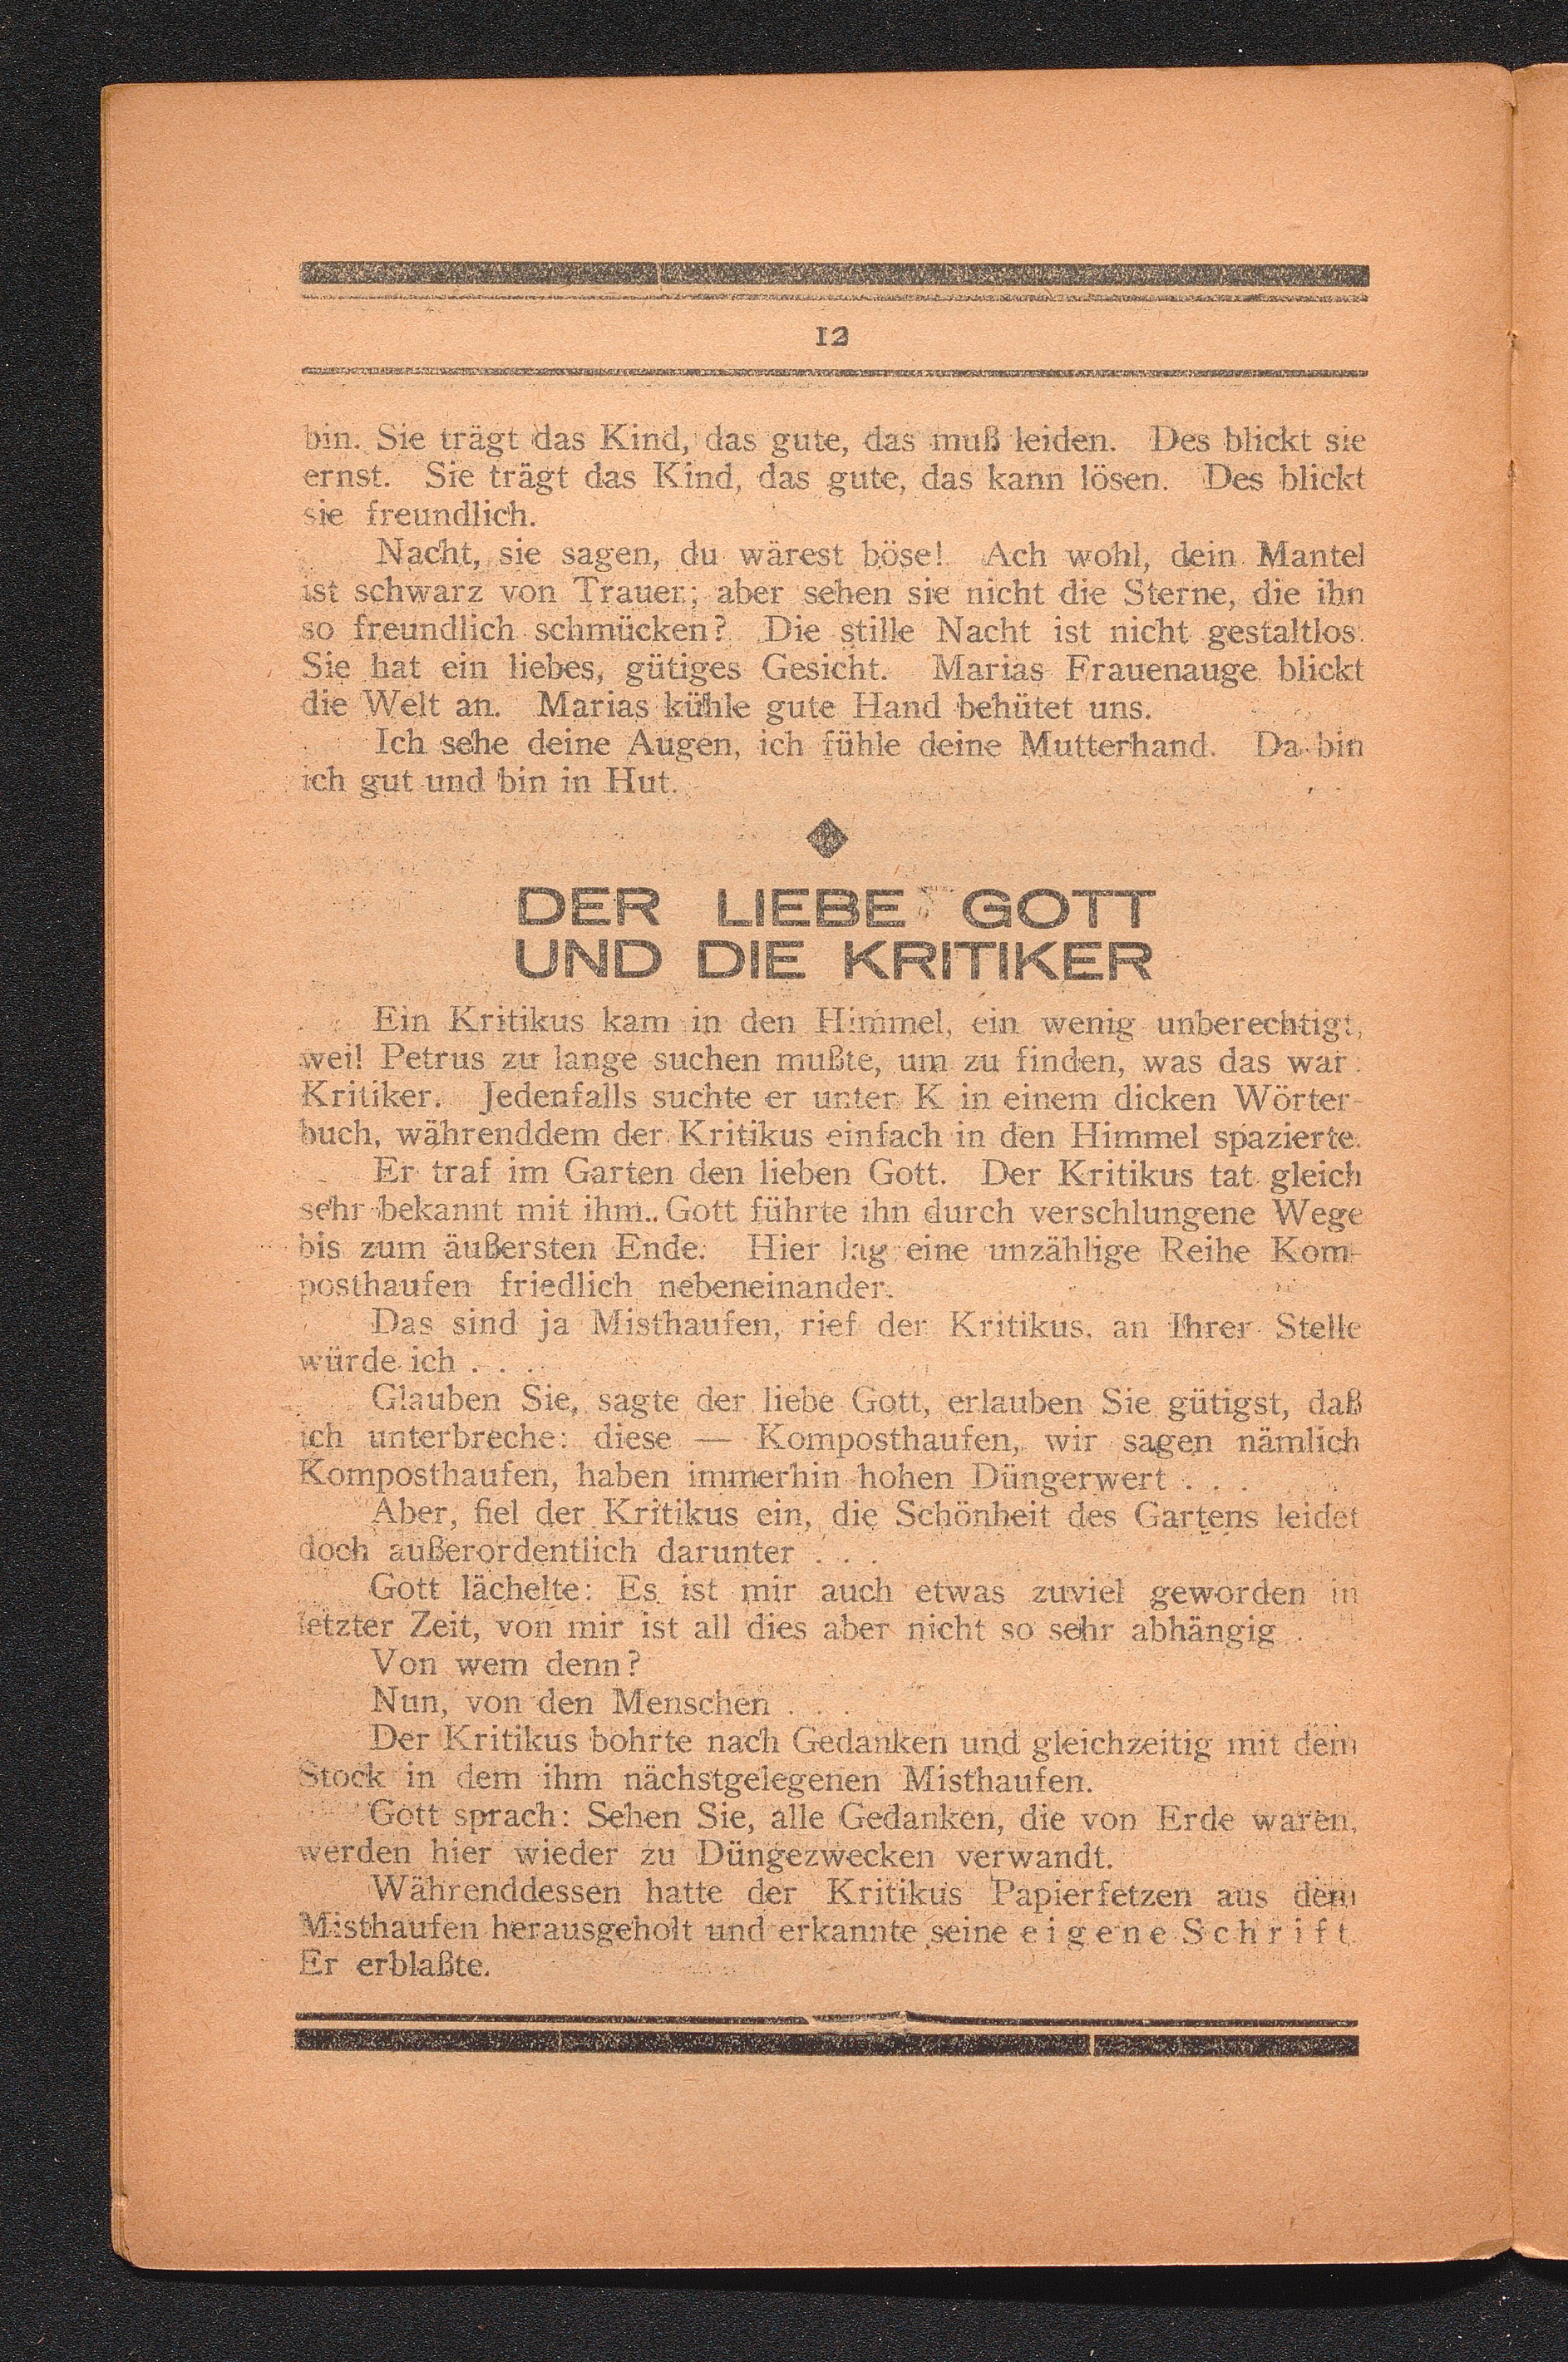 12
bin. Sie trägt das Kind, das gute, das muß leiden. Des blickt sie
ernst. Sie trägt das Kind, das gute, das kann lösen. Des blickt
sie freundlich.
Nacht, sie sagen, du wärest böse! Ach wohl, dein Mantel
ist schwarz von Trauer; aber sehen sie nicht die Sterne, die ihn
so freundlich schmücken? Die stille Nacht ist nicht gestaltlos.
Sie hat ein liebes, gütiges Gesicht. Marias Frauenauge blickt
die Welt an. Marias kühle gute Hand behütet uns.
Ich sehe deine Augen, ich fühle deine Mutterhand. Da bin
ich gut und bin in Hut.
DER LIEBE GOTT
UND DIE KRITIKER
Ein Kritikus kam in den Himmel, ein wenig unberechtigt,
weil Petrus zu lange suchen mußte, um zu finden, was das war:
Kritiker. Jedenfalls suchte er unter K in einem dicken Wörter-
buch, währenddem der Kritikus einfach in den Himmel spazierte.
Er traf im Garten den lieben Gott. Der Kritikus tat gleich
sehr bekannt mit ihm. Gott führte ihn durch verschlungene Wege
bis zum äußersten Ende. Hier lag eine unzählige Reihe Kom-
posthaufen friedlich nebeneinander.
Das sind ja Misthaufen, rief der Kritikus, an Ihrer Stelle
würde ich . . .
Glauben Sie, sagte der liebe Gott, erlauben Sie gütigst, daß
ich unterbreche: diese — Komposthaufen, wir sagen nämlich
Komposthaufen, haben immerhin hohen Düngerwert . . .
Aber, fiel der Kritikus ein, die Schönheit des Gartens leidet
doch außerordentlich darunter . . .
Gott lächelte: Es ist mir auch etwas zuviel geworden in
letzter Zeit, von mir ist all dies aber nicht so sehr abhängig . . .
Von wem denn?
Nun, von den Menschen . . .
Der Kritikus bohrte nach Gedanken und gleichzeitig mit dem
Stock in dem ihm nächstgelegenen Misthaufen.
Gott sprach: Sehen Sie, alle Gedanken, die von Erde waren,
werden hier wieder zu Düngezwecken verwandt.
Währenddessen hatte der Kritikus Papierfetzen aus dem
Misthaufen herausgeholt und erkannte seine eigene Schrift.
Er erblaßte.